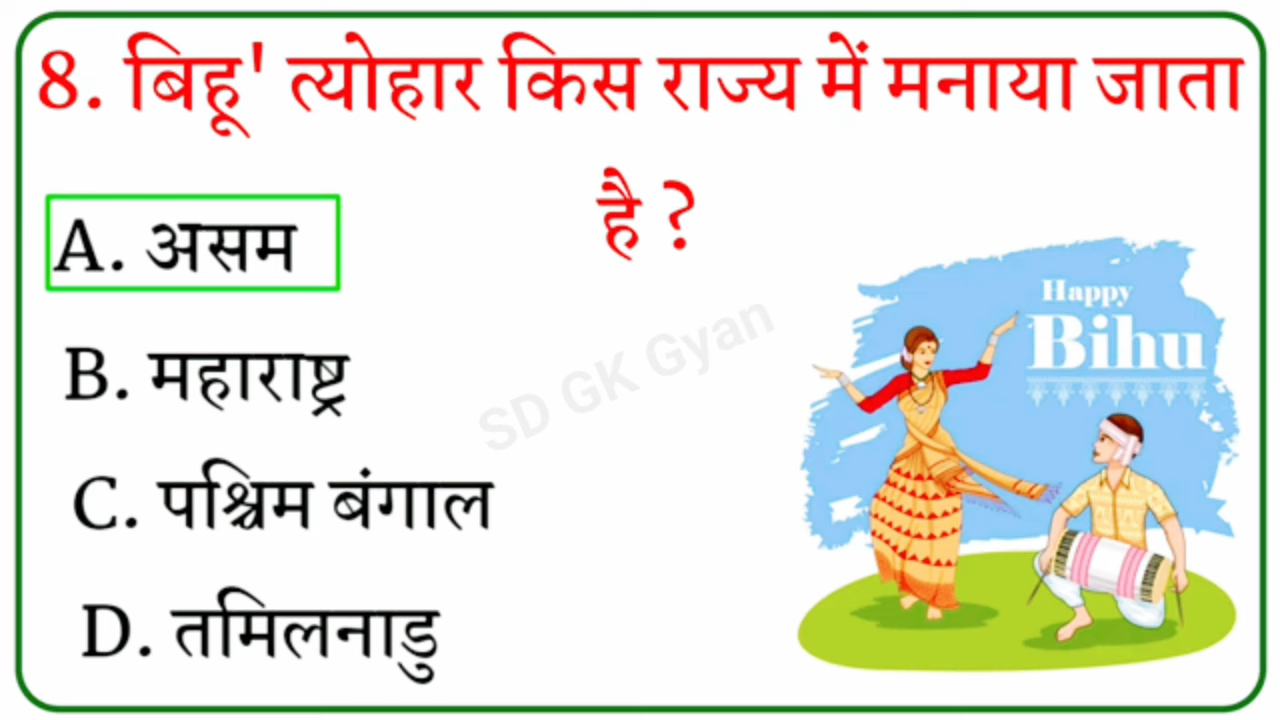 8. बिहू' त्योहार किस राज्य में मनाया जाता
है ?
A. असम
B. महाराष्ट्र
C. पश्चिम बंगाल
D. तमिलनाडु
SD GK Gyan
Happy
Bihu